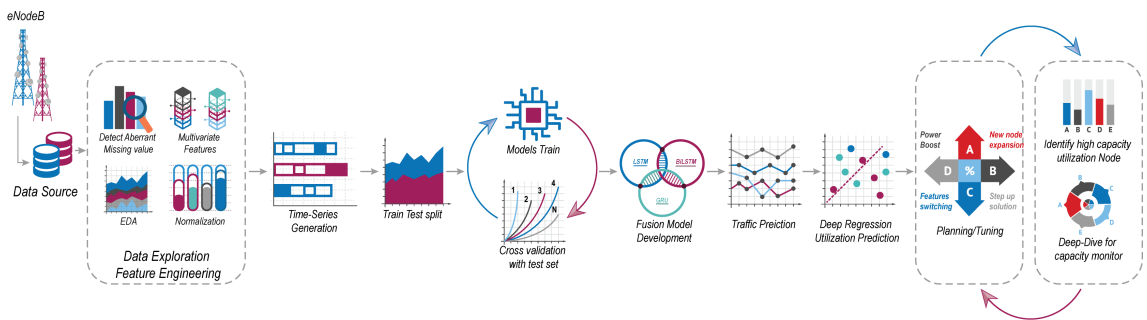 eNodeB
Data Source
Detect Aberrant
Missing value
Multivariate
Features
EDA
Normalization
Data Exploration
Feature Engineering
Time-Series
Generation
Train Test split
Models Train
1
2
3
4
N
Cross validation
with test set
LSTM
BiLSTM
GRU
Fusion Model
Development
Traffic Preiction
Deep Regression
Utilization Prediction
Power
Boost
New node
expansion
A
D
%
B
C
Features
switching
Step up
solution
Planning/Tuning
A B C D E
Identify high capacity
utilization Node
B
C
A
D
E
Deep-Dive for
capacity monitor